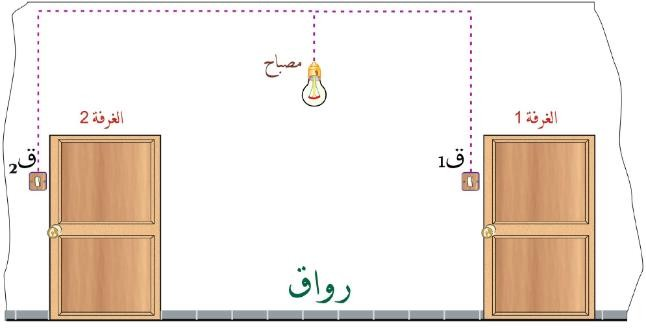 مصباح
الغرفة 1
الغرفة 2
ق1
ق2
رواق